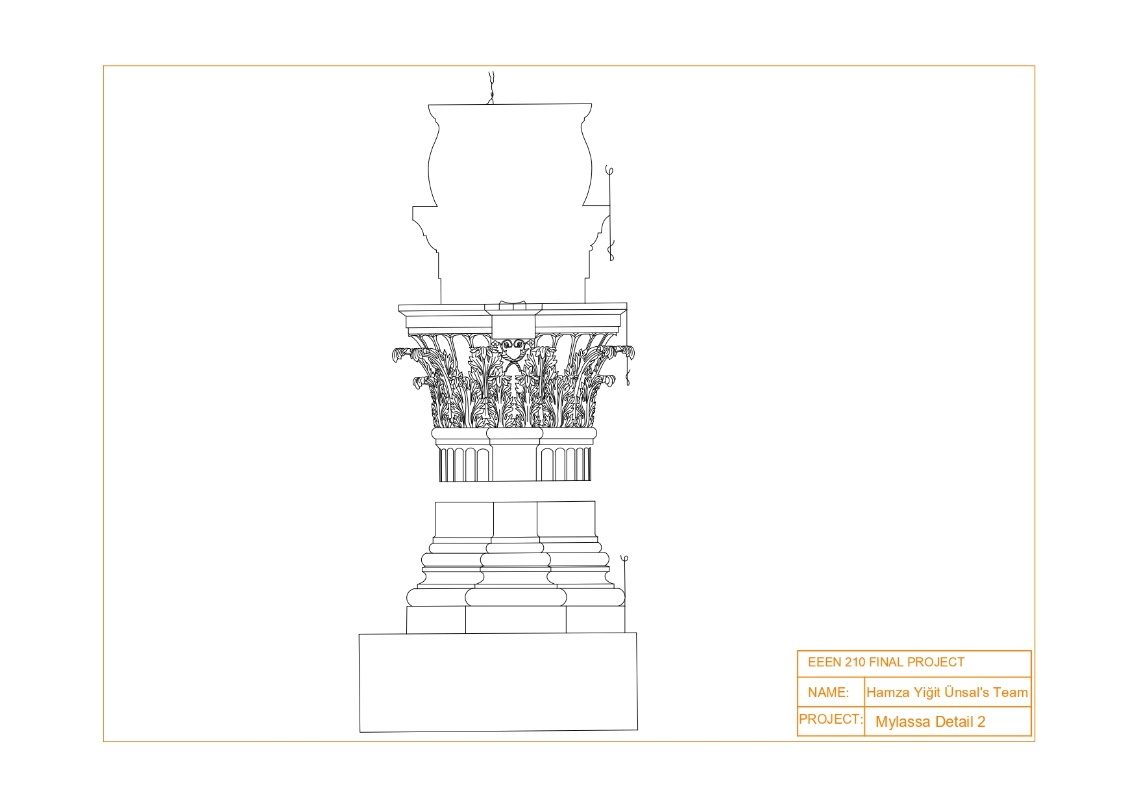 EEEN 210 FINAL PROJECT
NAME: Hamza Yiğit Ünsal's Team
PROJECT: Mylassa Detail 2